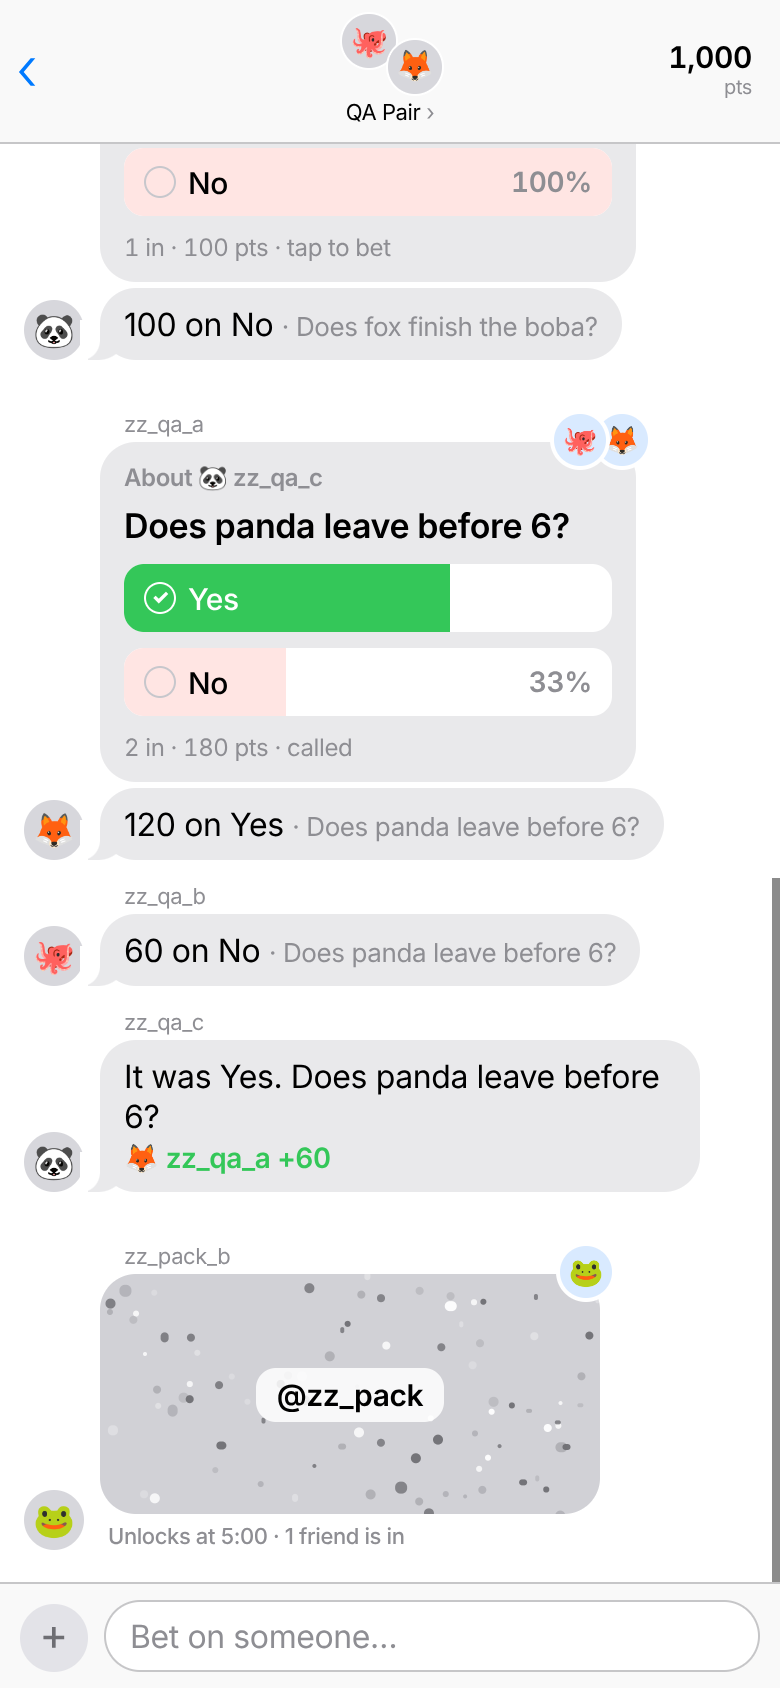 1,000
pts
QA Pair ›
No 100%
1 in · 100 pts · tap to bet
100 on No · Does fox finish the boba?
zz_qa_a
About 🐼 zz_qa_c
Does panda leave before 6?
Yes
No 33%
2 in · 180 pts · called
120 on Yes · Does panda leave before 6?
zz_qa_b
60 on No · Does panda leave before 6?
zz_qa_c
It was Yes. Does panda leave before
6?
🦊 zz_qa_a +60
zz_pack_b
@zz_pack
Unlocks at 5:00 · 1 friend is in
Bet on someone...